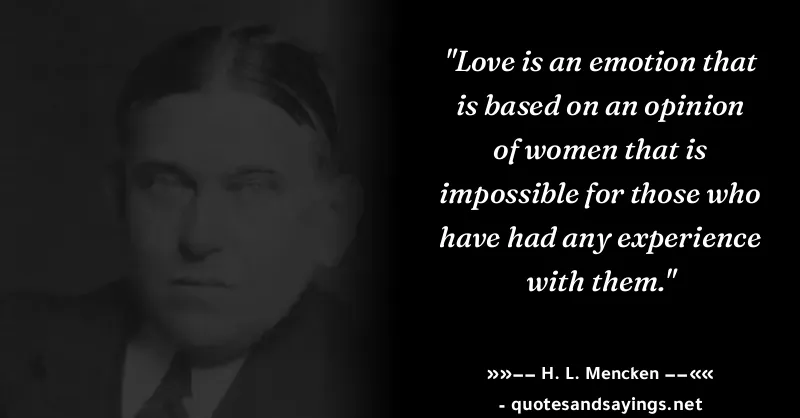 "Love is an emotion that
is based on an opinion
of women that is
impossible for those who
have had any experience
with them."
»»−− H. L. Mencken −−««
- quotesandsayings.net